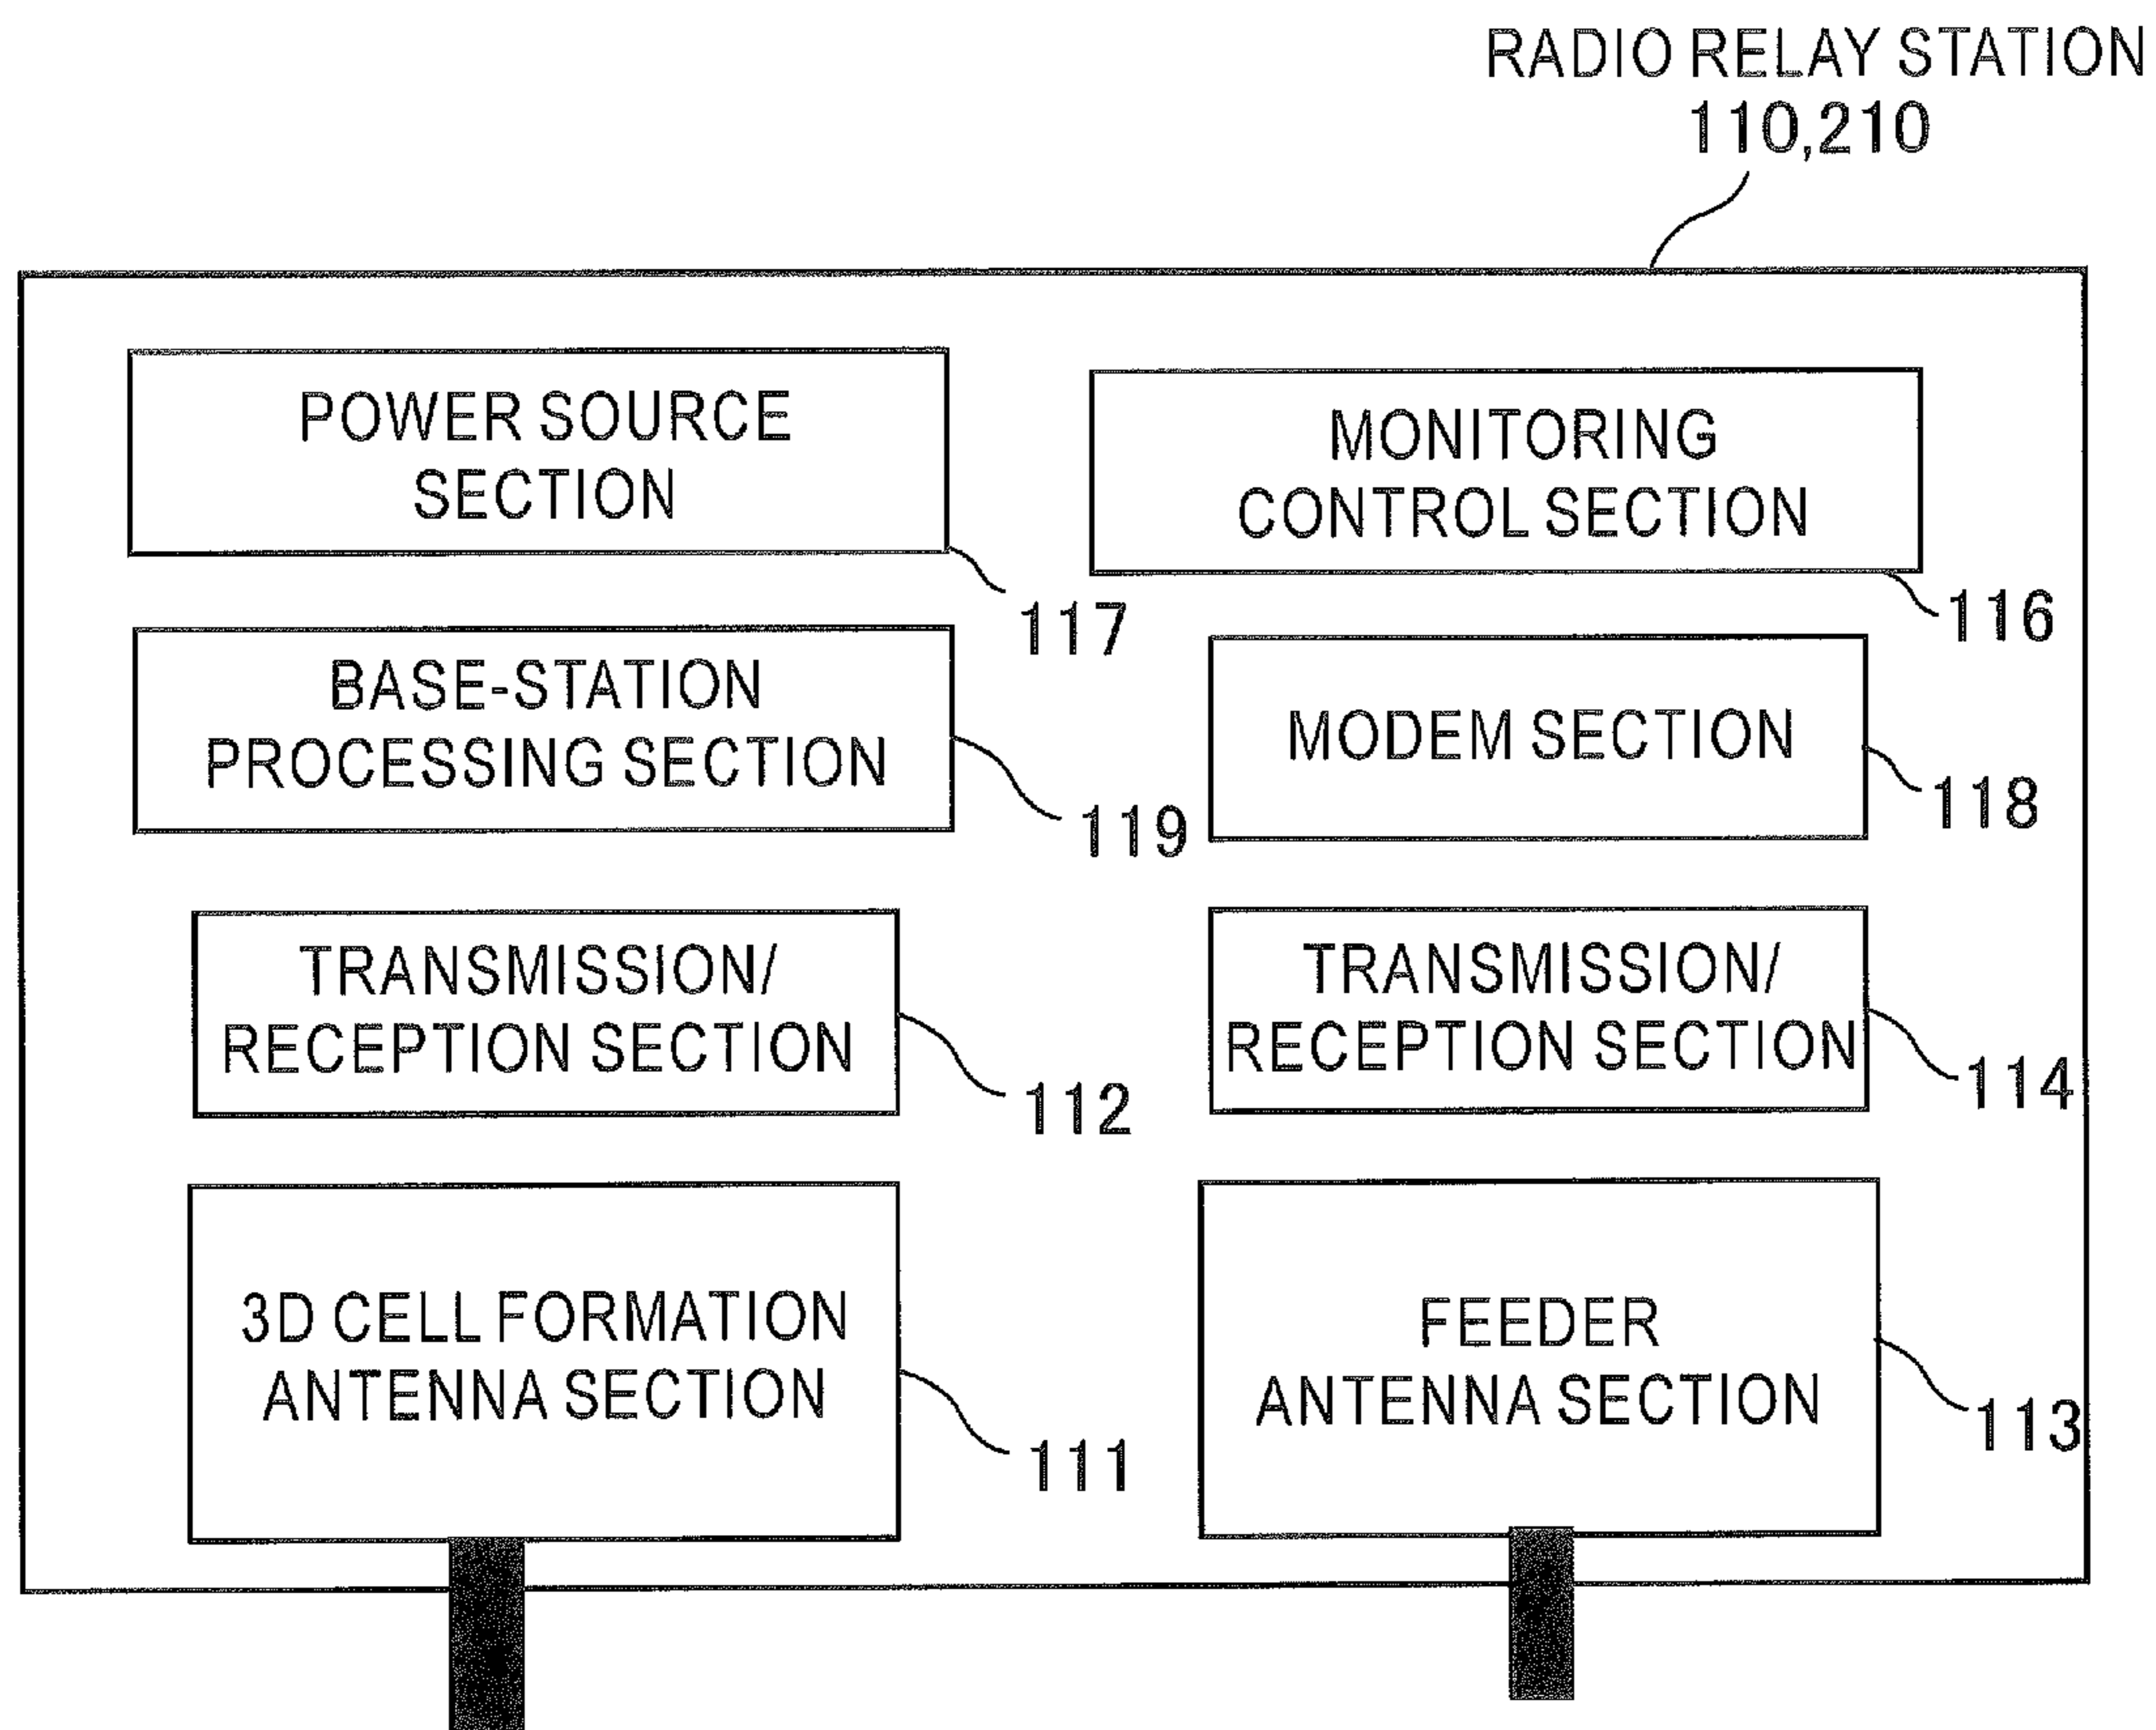 RADIO RELAY STATION
110,210
POWER SOURCE
SECTION
117
MONITORING
CONTROL SECTION
116
BASE-STATION
PROCESSING SECTION
119
MODEM SECTION
118
TRANSMISSION/
RECEPTION SECTION
112
TRANSMISSION/
RECEPTION SECTION
114
3D CELL FORMATION
ANTENNA SECTION
111
FEEDER
ANTENNA SECTION
113